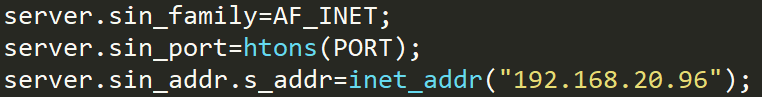 server.sin_family=AF_INET;
server.sin_port=htons(PORT);
server.sin_addr.s_addr=inet_addr("192.168.20.96");